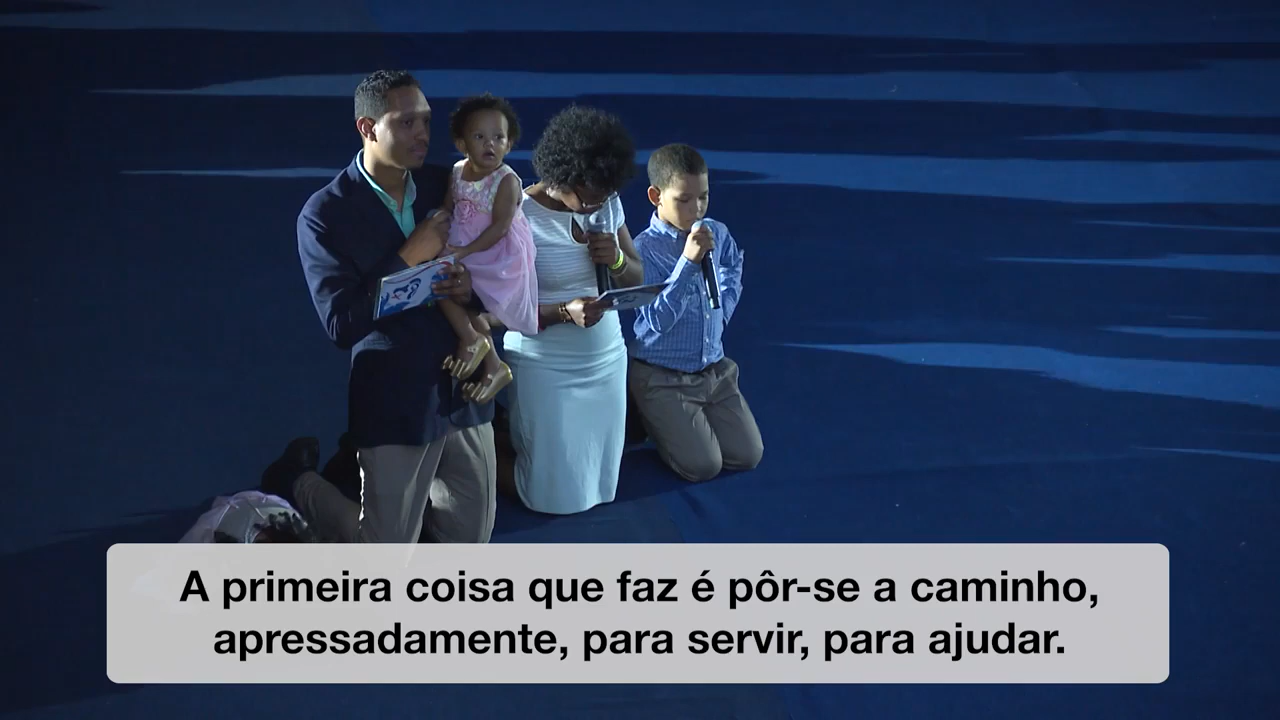 A primeira coisa que faz é pôr-se a caminho,
apressadamente, para servir, para ajudar.